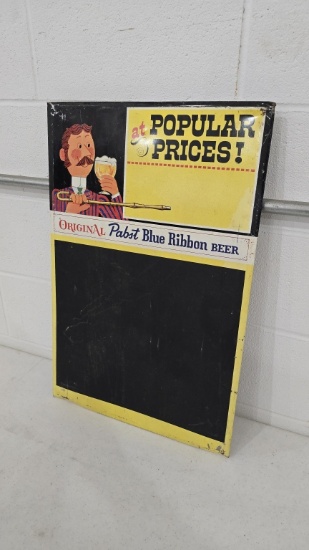 at POPULAR
PRICES!
ORIGINAL Pabst Blue Ribbon BEER